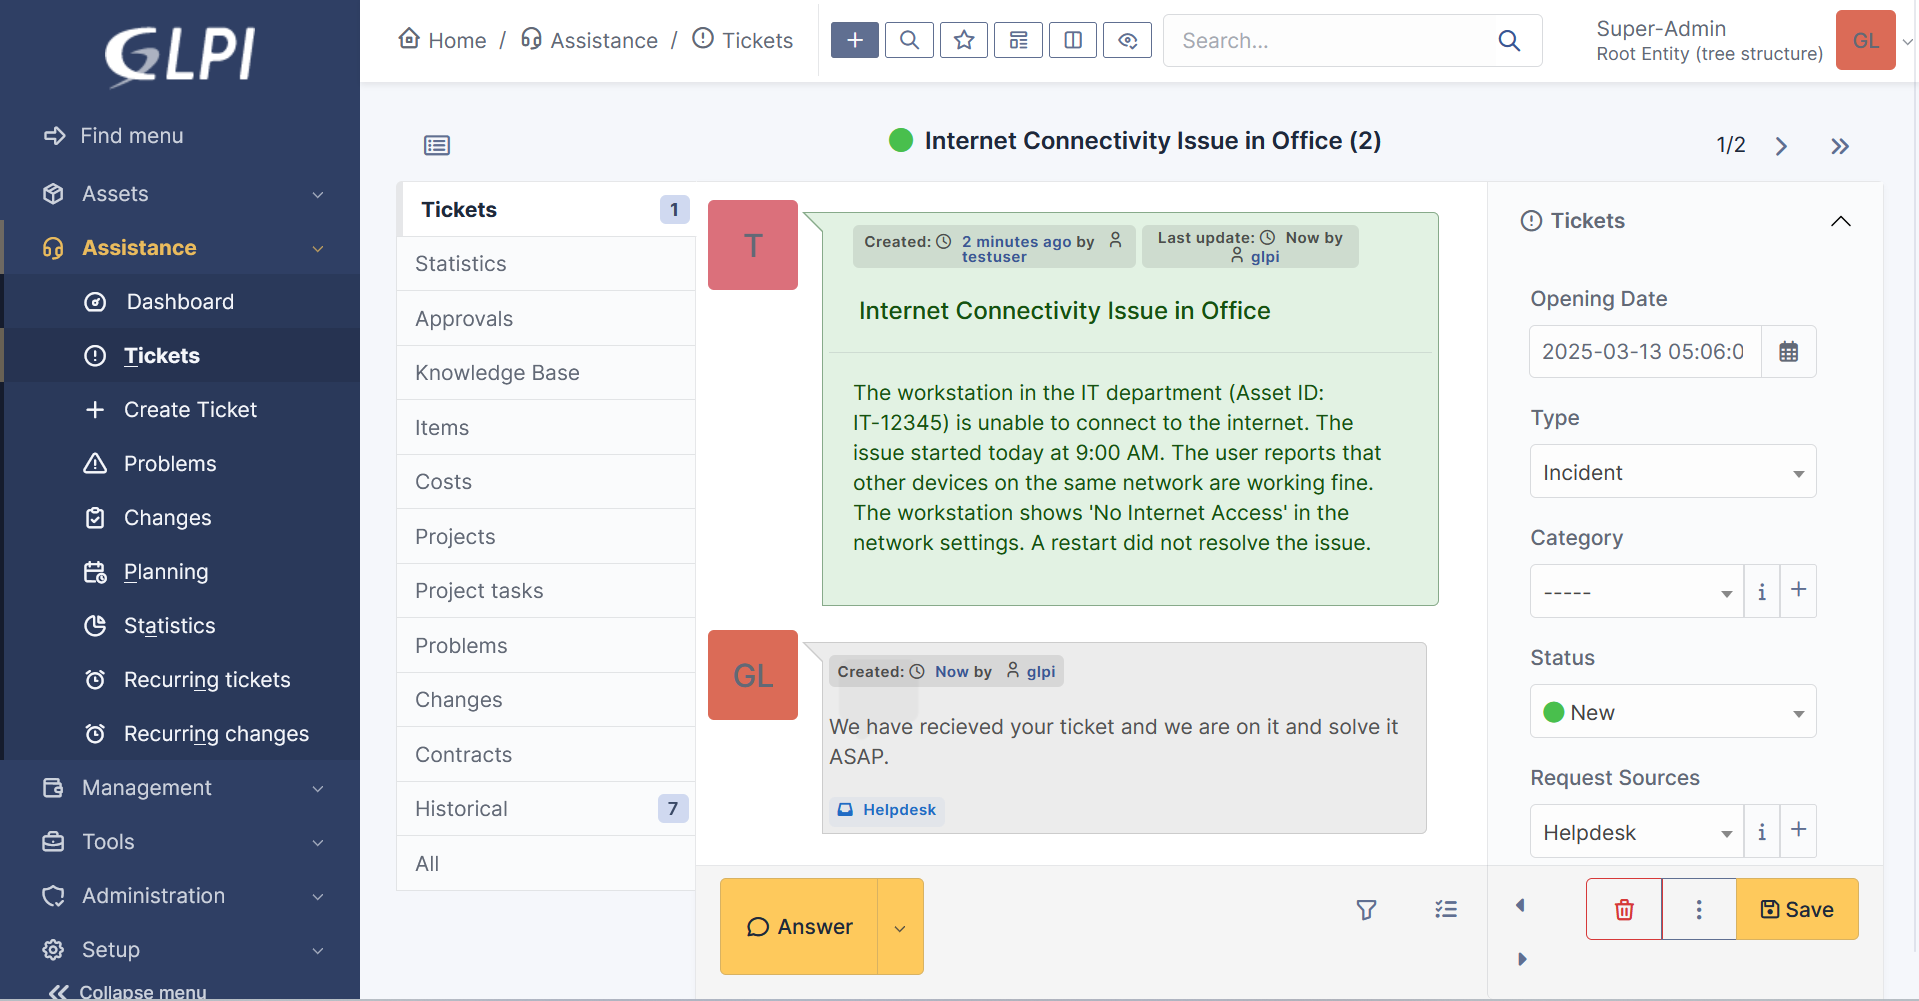 GLPI
Find menu
Assets
Assistance
Dashboard
Tickets
Create Ticket
Problems
Changes
Planning
Statistics
Recurring tickets
Recurring changes
Management
Tools
Administration
Setup
Collapse menu
Home / Assistance / Tickets
Search...
Super-Admin
Root Entity (tree structure)
GL
Internet Connectivity Issue in Office (2)
1/2
Tickets 1
Statistics
Approvals
Knowledge Base
Items
Costs
Projects
Project tasks
Problems
Changes
Contracts
Historical 7
All
T
Created: 2 minutes ago by
testuser
Last update: Now by
glpi
Internet Connectivity Issue in Office
The workstation in the IT department (Asset ID:
IT-12345) is unable to connect to the internet. The
issue started today at 9:00 AM. The user reports that
other devices on the same network are working fine.
The workstation shows 'No Internet Access' in the
network settings. A restart did not resolve the issue.
GL
Created: Now by glpi
We have recieved your ticket and we are on it and solve it
ASAP.
Helpdesk
Answer
Tickets
Opening Date
2025-03-13 05:06:0
Type
Incident
Category
-----
i +
Status
New
Request Sources
Helpdesk
i +
Save